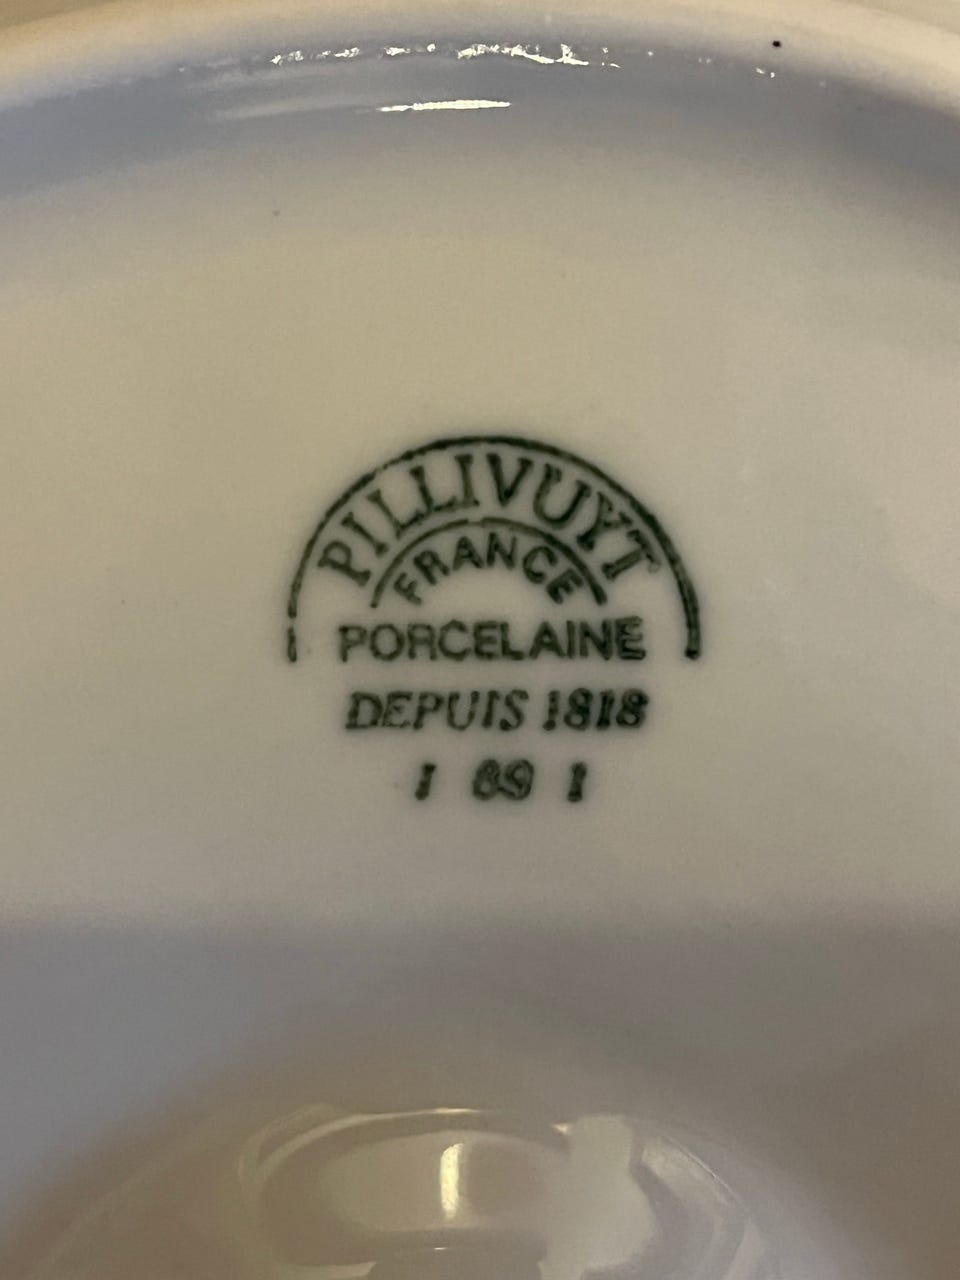 PILLIVUYT
FRANCE
PORCELAINE
DEPUIS 1818
1 89 1